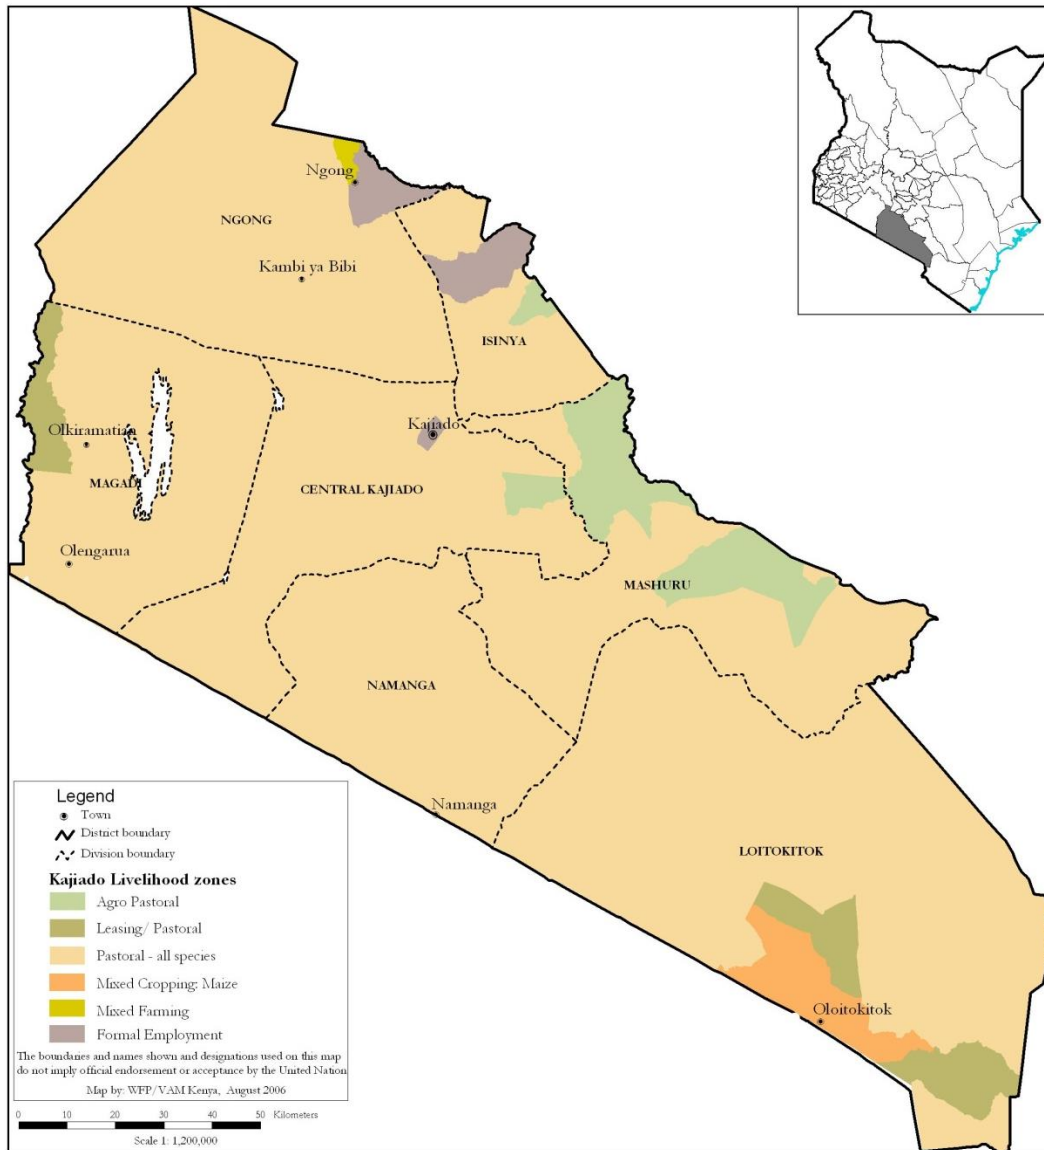 Ngong
NGONG
Kambi ya Bibi
ISINYA
Kajiado
Olkiramatian
MAGADI
CENTRAL KAJIADO
Olengarua
MASHURU
NAMANGA
Namanga
LOITOKITOK
Oloitokitok
Legend
Town
District boundary
Division boundary
Kajiado Livelihood zones
Agro Pastoral
Leasing/ Pastoral
Pastoral - all species
Mixed Cropping: Maize
Mixed Farming
Formal Employment
The boundaries and names shown and designations used on this map
do not imply official endorsement or acceptance by the United Nation
Map by: WFP/VAM Kenya, August 2006
0 10 20 30 40 50 Kilometers
Scale 1: 1,200,000